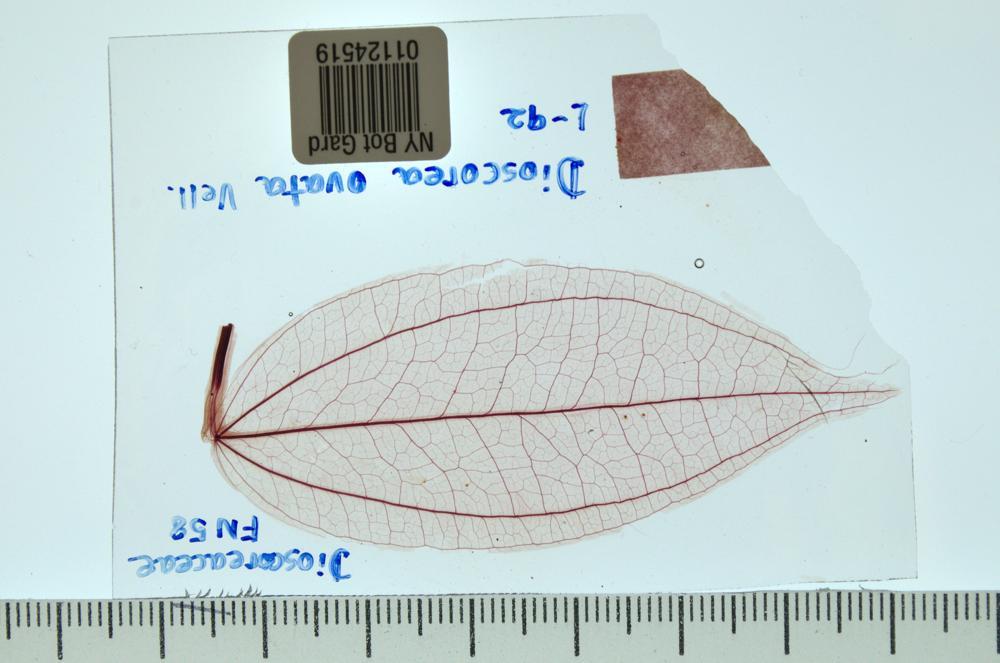 Dioscoreaceae
FN 58
Dioscorea ovata Vell.
L-92
NY Bot Gard
01124519